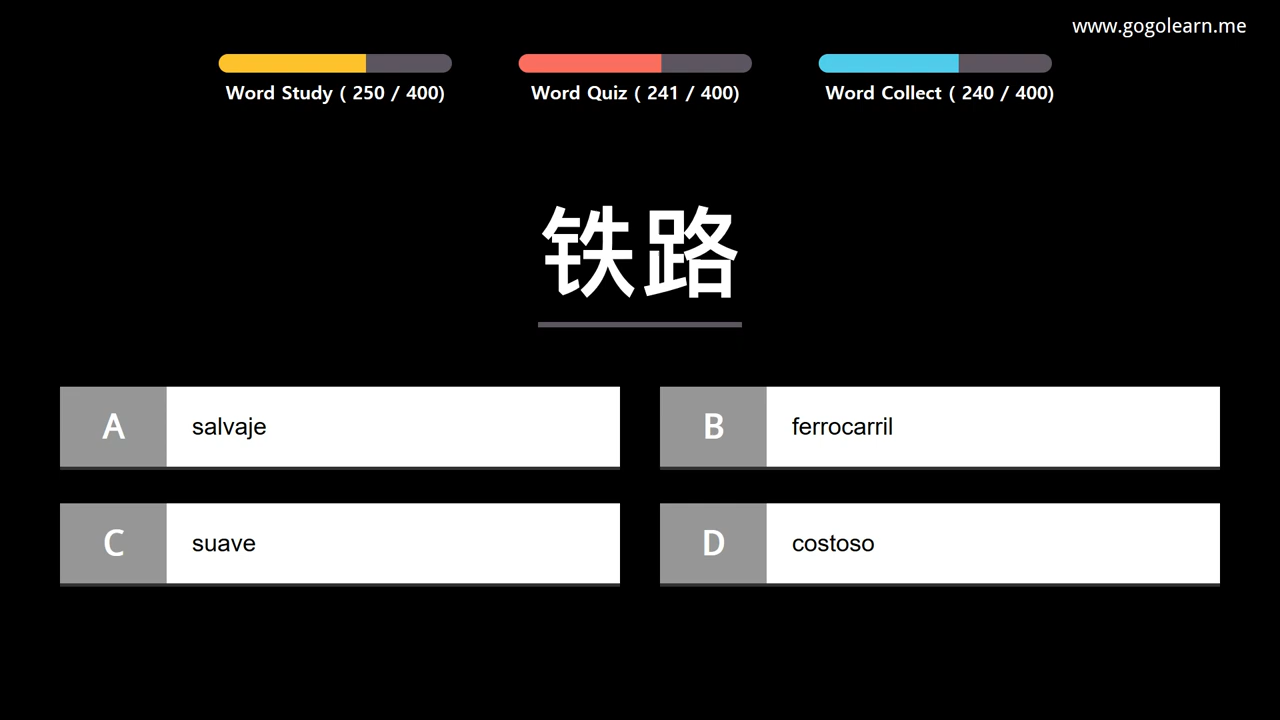 www.gogolearn.me
Word Study ( 250 / 400)
Word Quiz ( 241 / 400)
Word Collect ( 240 / 400)
铁路
A salvaje
B ferrocarril
C suave
D costoso